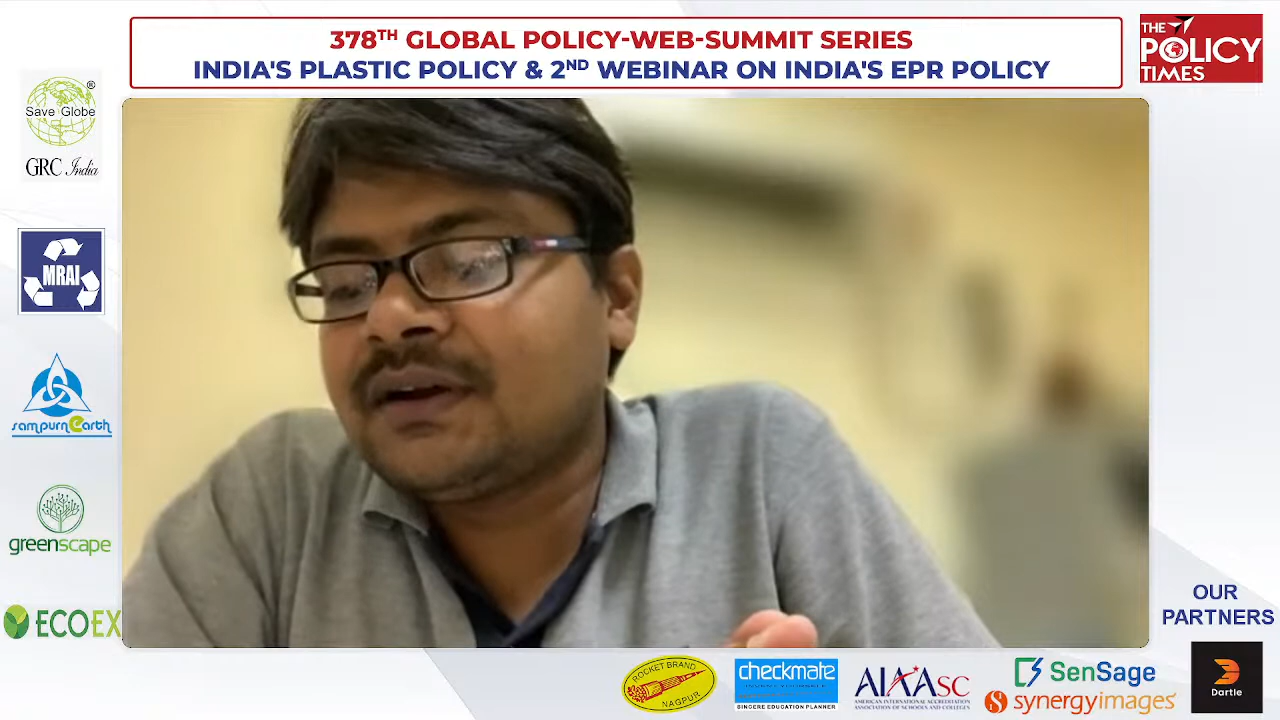 378TH GLOBAL POLICY-WEB-SUMMIT SERIES
INDIA'S PLASTIC POLICY & 2ND WEBINAR ON INDIA'S EPR POLICY
THE
POLICY
TIMES
Save Globe
®
GRC India
MRAI
sampurnearth
greenscape
ECOEX
OUR
PARTNERS
ROCKET BRAND
NAGPUR
checkmate
SINCERE EDUCATION PLANNER
AIAASC
AMERICAN INTERNATIONAL ACCREDITATION
ASSOCIATION OF SCHOOLS AND COLLEGES
SenSage
synergyimages
Dartle